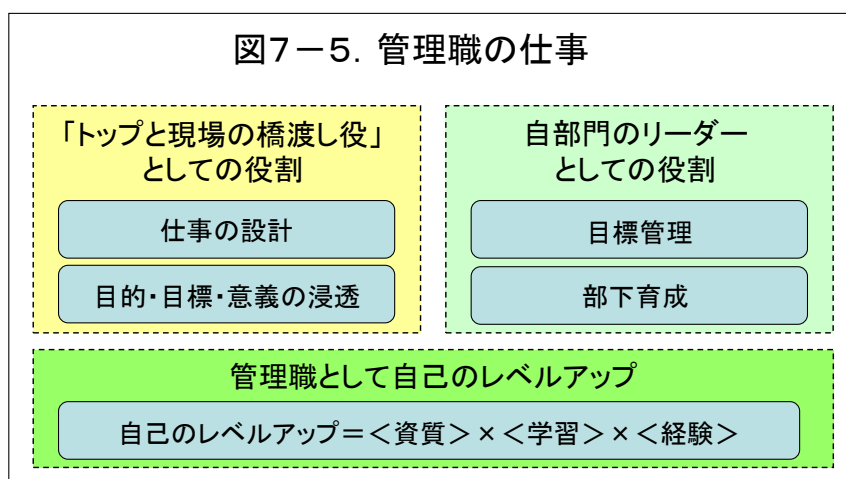 図7－5．管理職の仕事
「トップと現場の橋渡し役」
としての役割
仕事の設計
目的・目標・意義の浸透
自部門のリーダー
としての役割
目標管理
部下育成
管理職として自己のレベルアップ
自己のレベルアップ＝＜資質＞×＜学習＞×＜経験＞